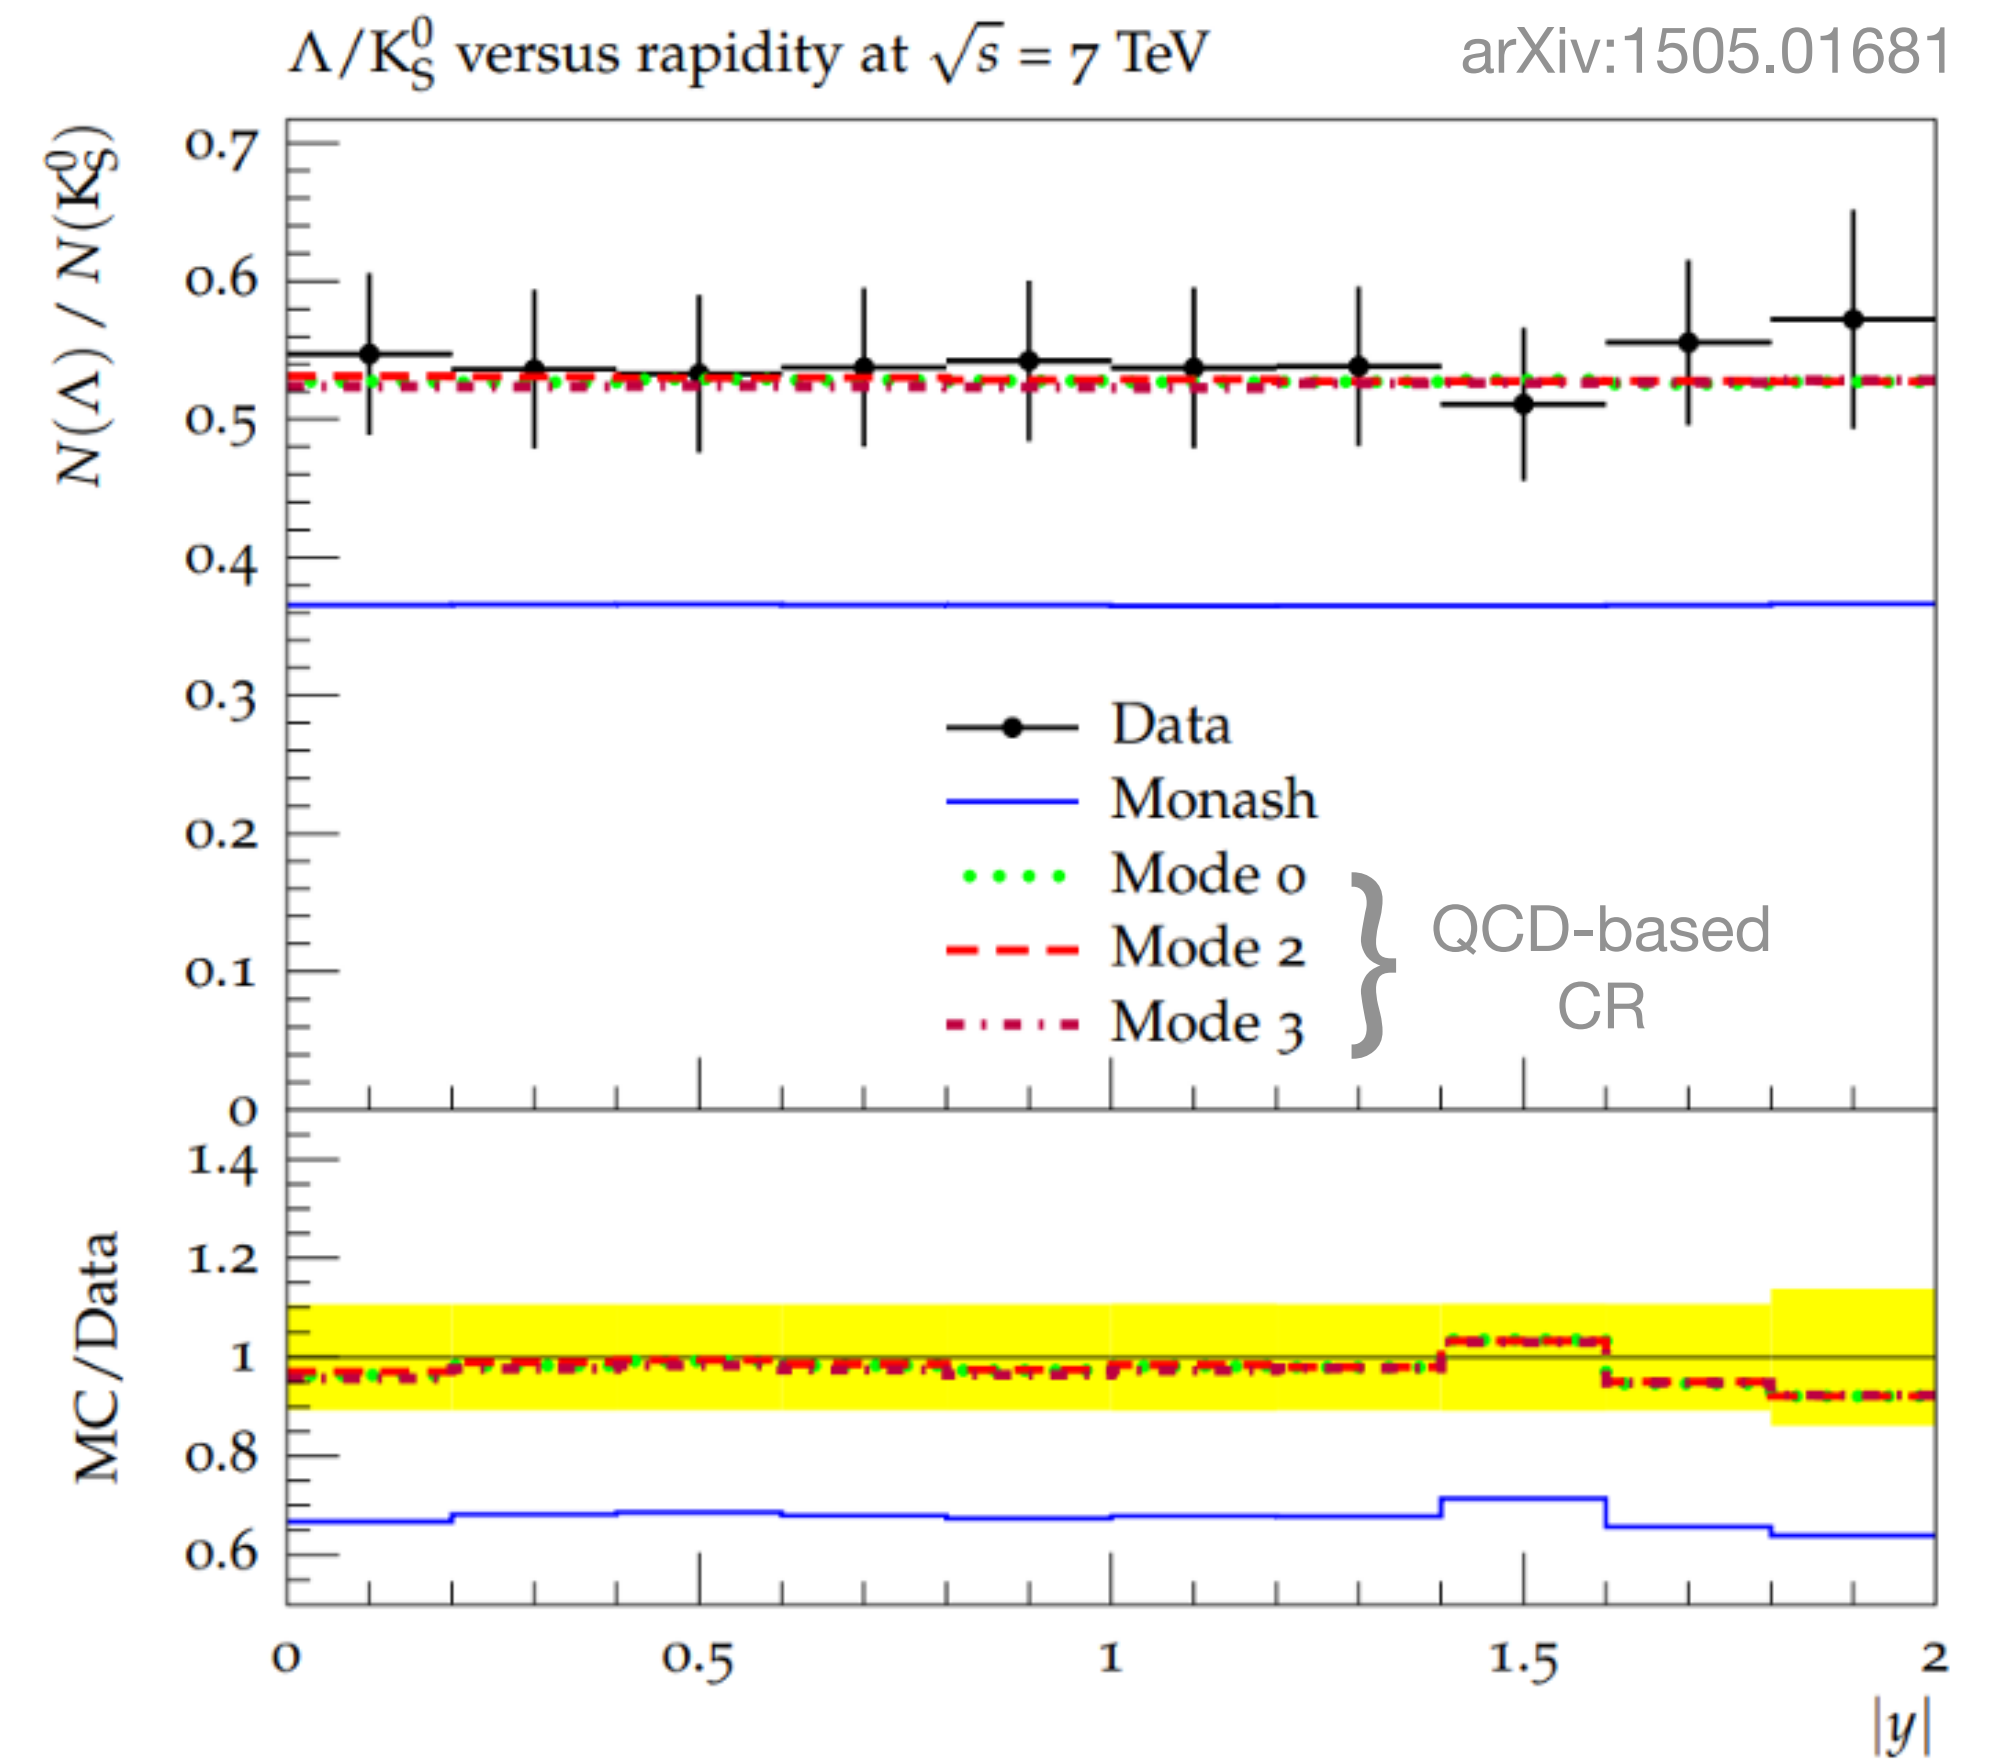 Λ/K⁰_S versus rapidity at √s = 7 TeV
arXiv:1505.01681
N(Λ) / N(K⁰_S)
0.7
0.6
0.5
0.4
0.3
0.2
0.1
0
Data
Monash
Mode 0
Mode 2
Mode 3
QCD-based
CR
MC/Data
1.4
1.2
1
0.8
0.6
0
0.5
1
1.5
2
|y|